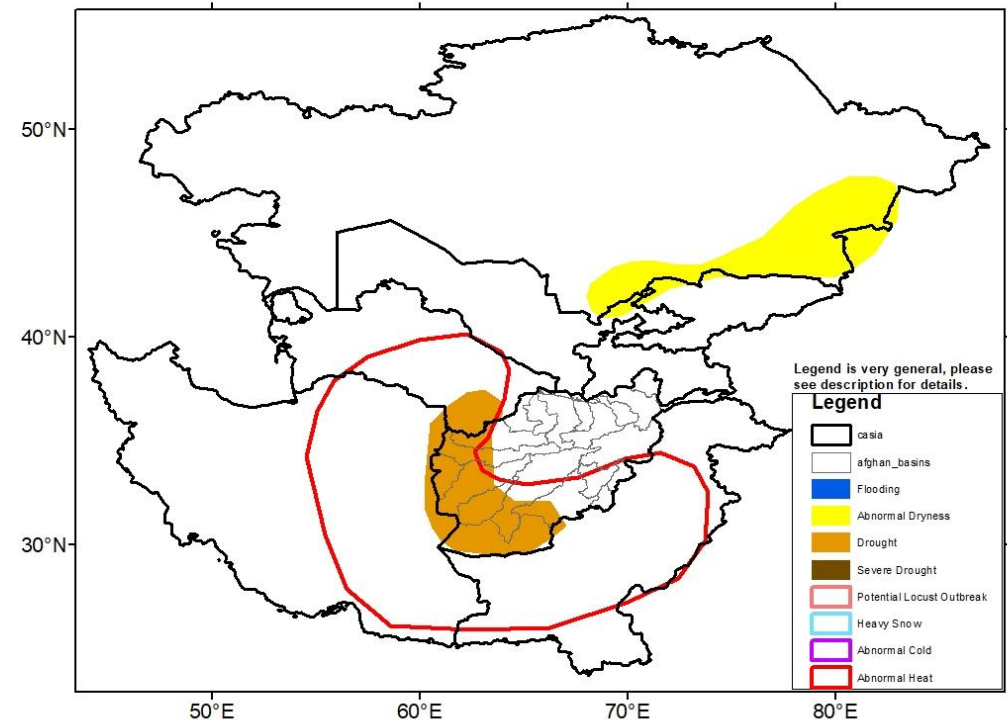 50°N
40°N
30°N
50°E
60°E
70°E
80°E
Legend is very general, please
see description for details.
Legend
casia
afghan_basins
Flooding
Abnormal Dryness
Drought
Severe Drought
Potential Locust Outbreak
Heavy Snow
Abnormal Cold
Abnormal Heat